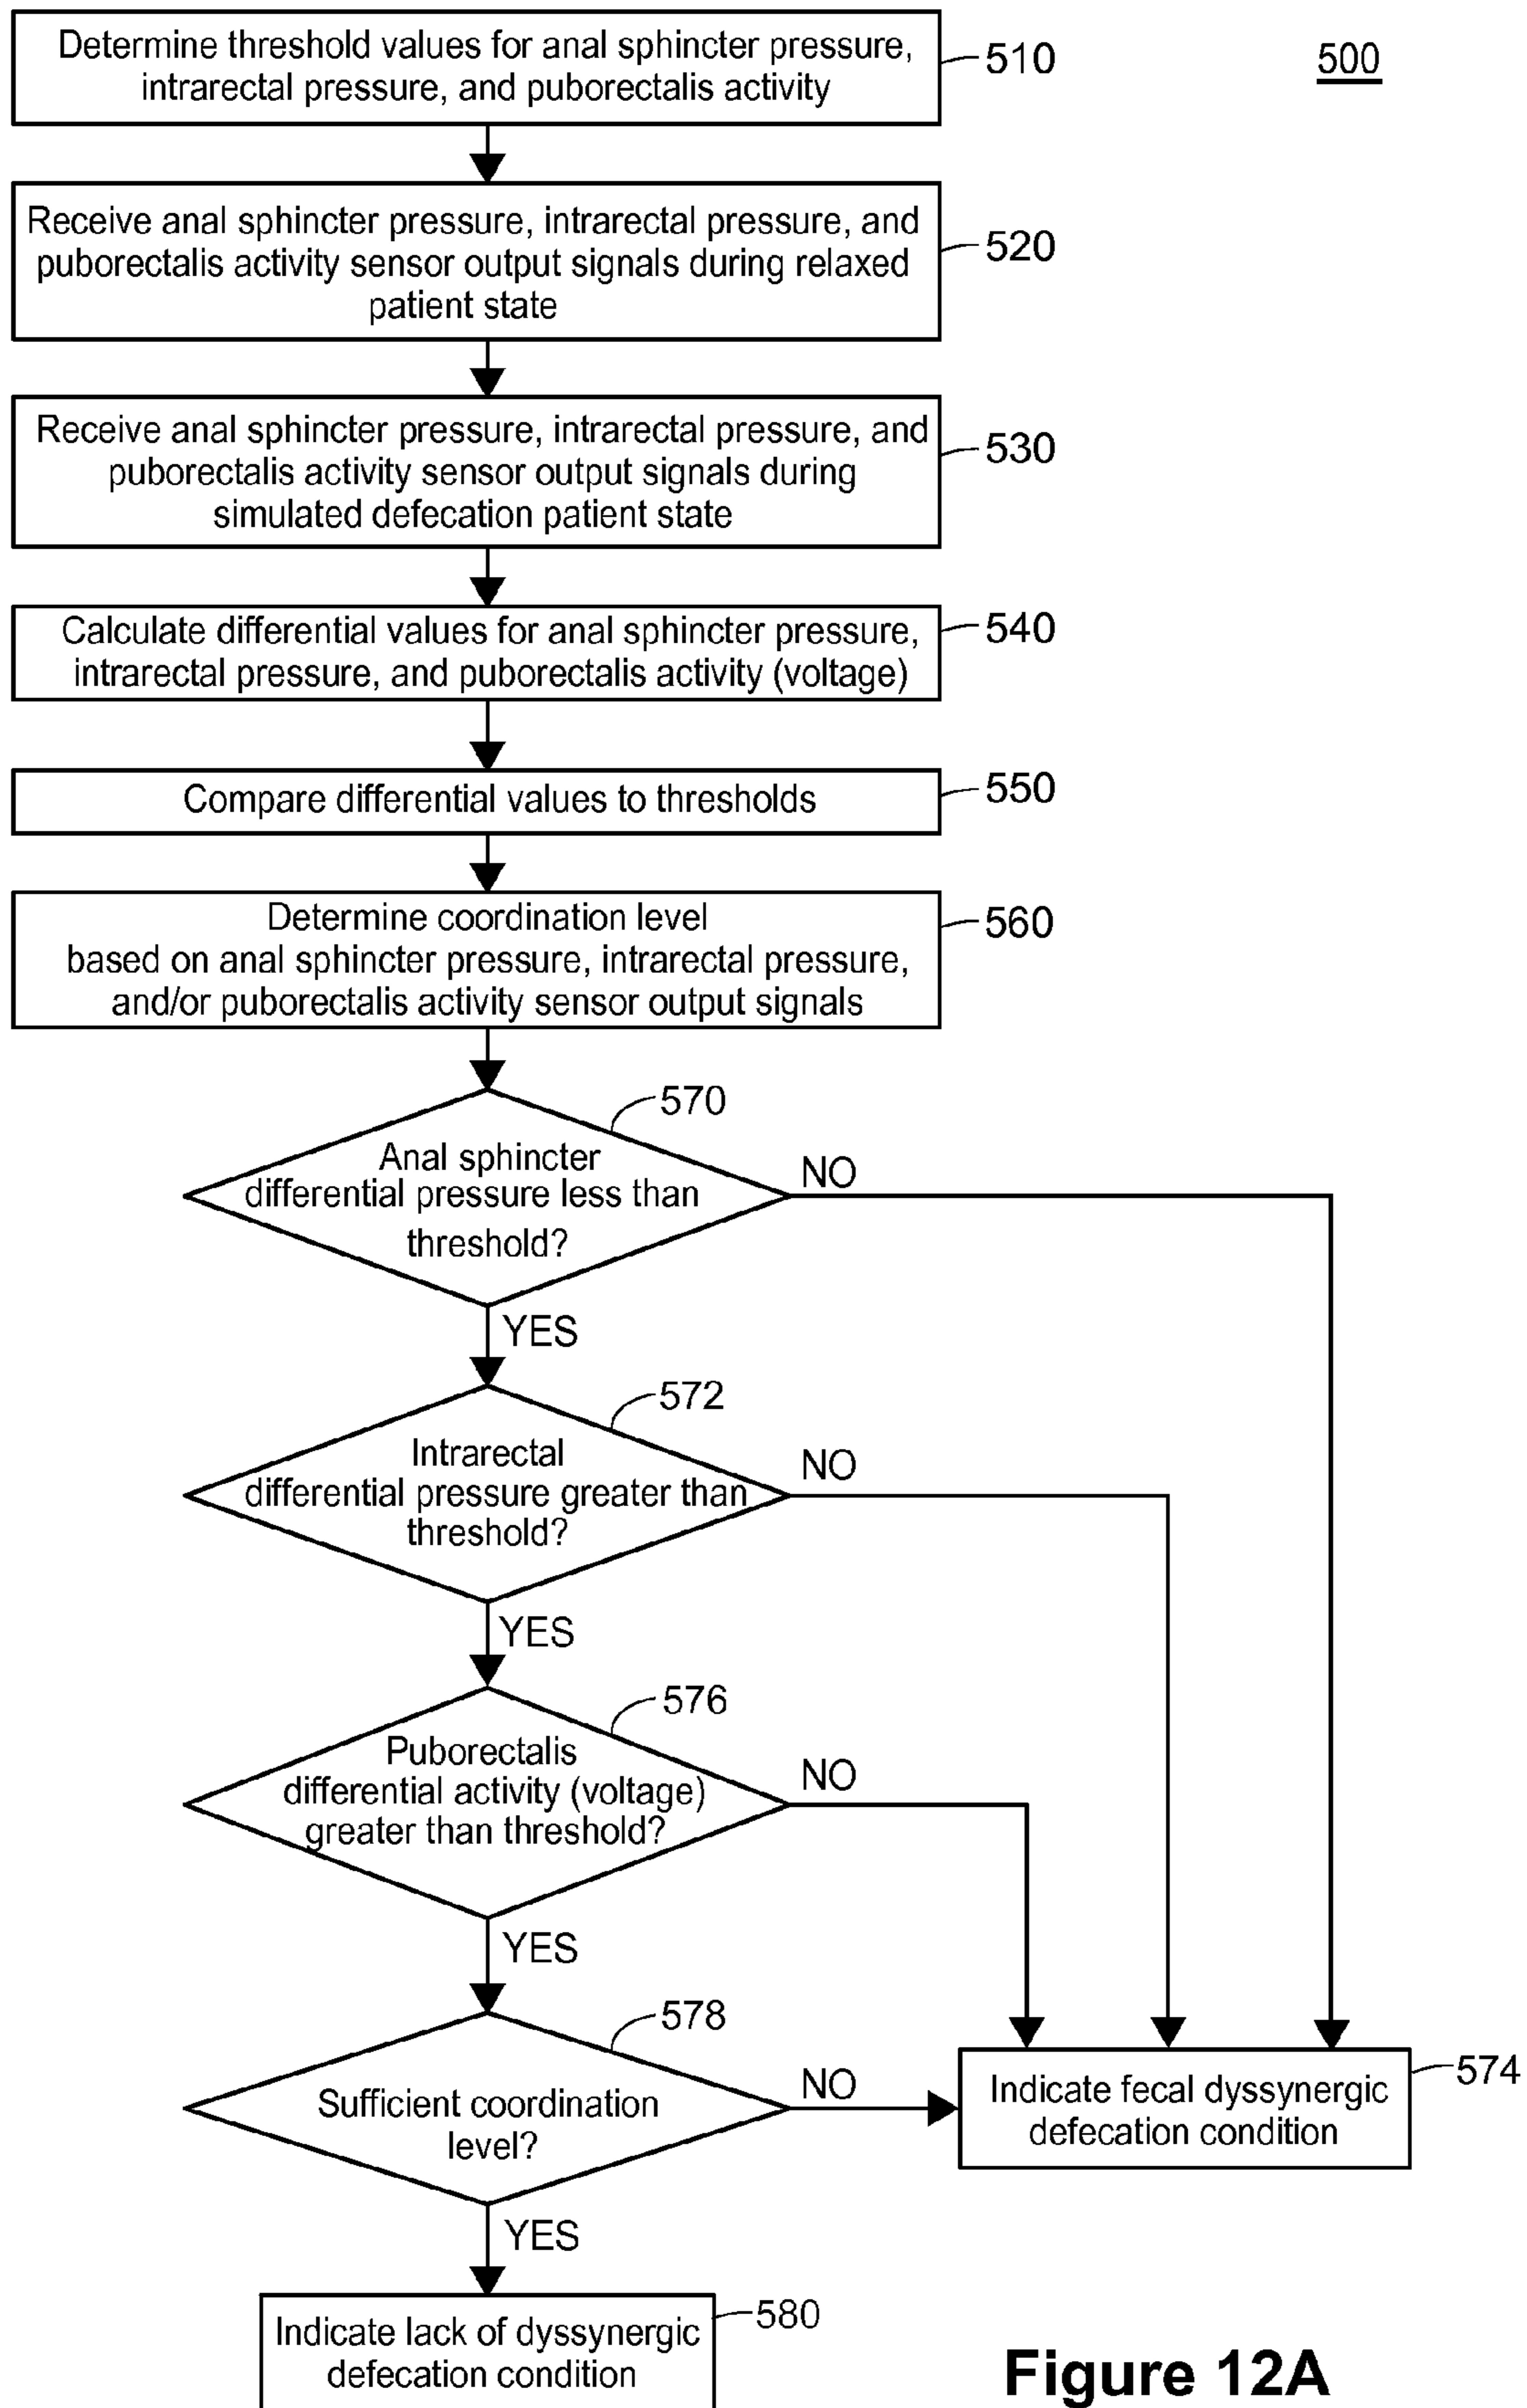 Determine threshold values for anal sphincter pressure,
intrarectal pressure, and puborectalis activity
510
500
Receive anal sphincter pressure, intrarectal pressure, and
puborectalis activity sensor output signals during relaxed
patient state
520
Receive anal sphincter pressure, intrarectal pressure, and
puborectalis activity sensor output signals during
simulated defecation patient state
530
Calculate differential values for anal sphincter pressure,
intrarectal pressure, and puborectalis activity (voltage)
540
Compare differential values to thresholds
550
Determine coordination level
based on anal sphincter pressure, intrarectal pressure,
and/or puborectalis activity sensor output signals
560
570
Anal sphincter
differential pressure less than
threshold?
NO
YES
572
Intrarectal
differential pressure greater than
threshold?
NO
YES
576
Puborectalis
differential activity (voltage)
greater than threshold?
NO
YES
578
Sufficient coordination
level?
NO
Indicate fecal dyssynergic
defecation condition
574
YES
Indicate lack of dyssynergic
defecation condition
580
Figure 12A